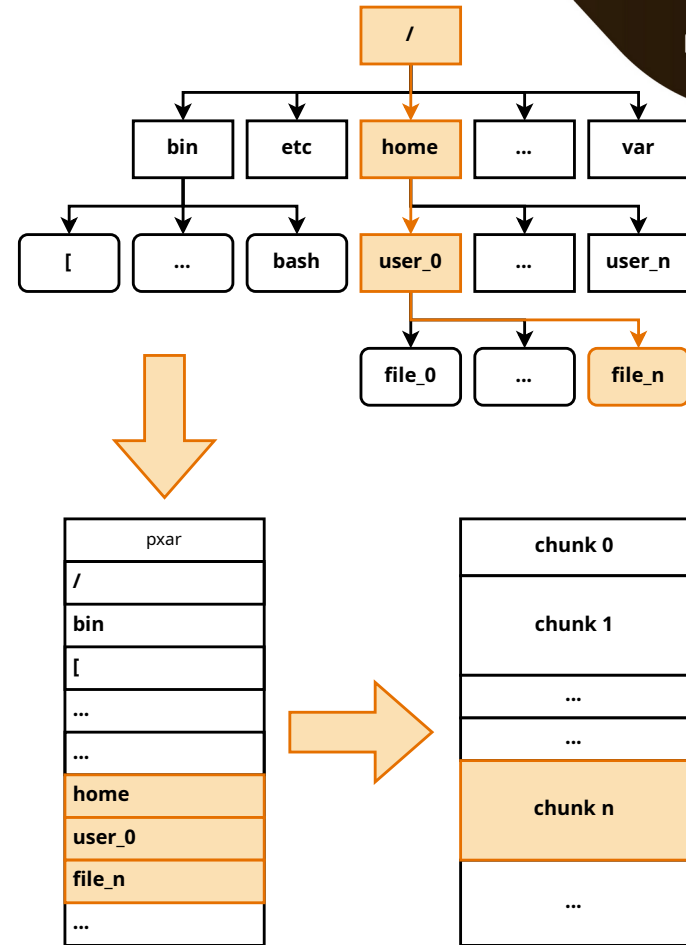 /
bin
etc
home
...
var
[
...
bash
user_0
...
user_n
file_0
...
file_n
pxar
/
bin
[
...
...
home
user_0
file_n
...
chunk 0
chunk 1
...
...
chunk n
...